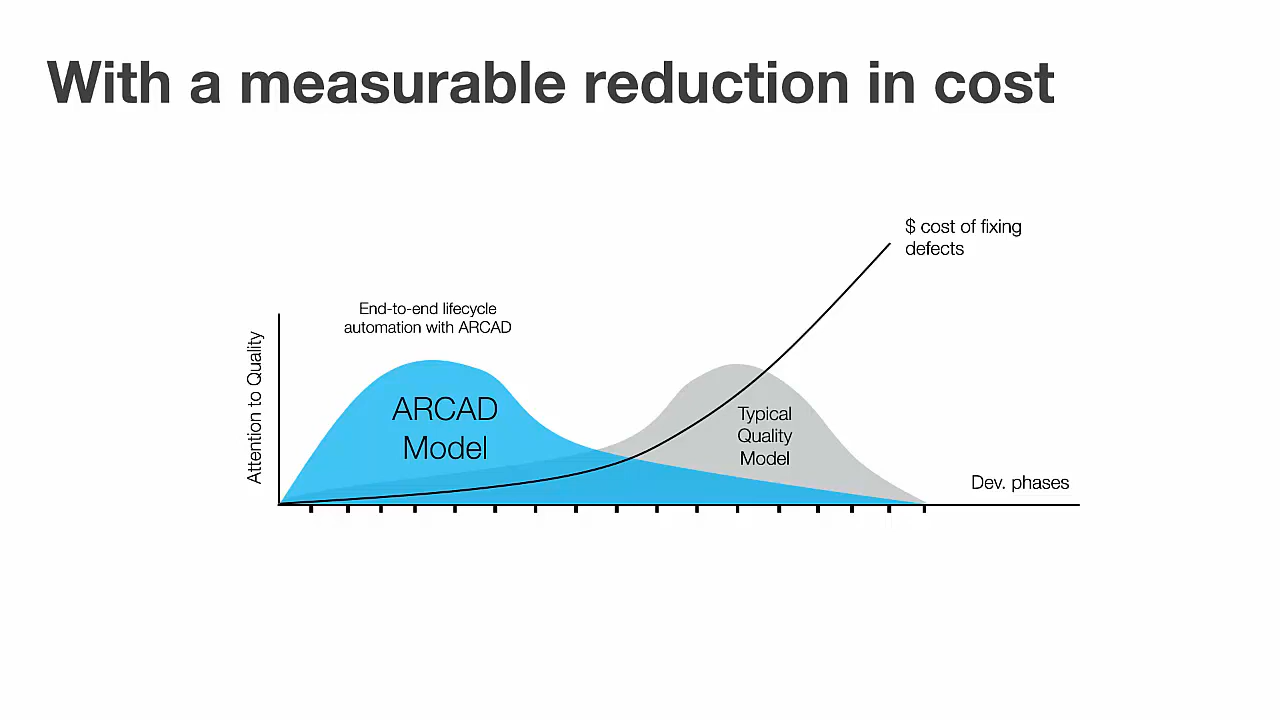 With a measurable reduction in cost
$ cost of fixing
defects
End-to-end lifecycle
automation with ARCAD
Attention to Quality
ARCAD
Model
Typical
Quality
Model
Dev. phases